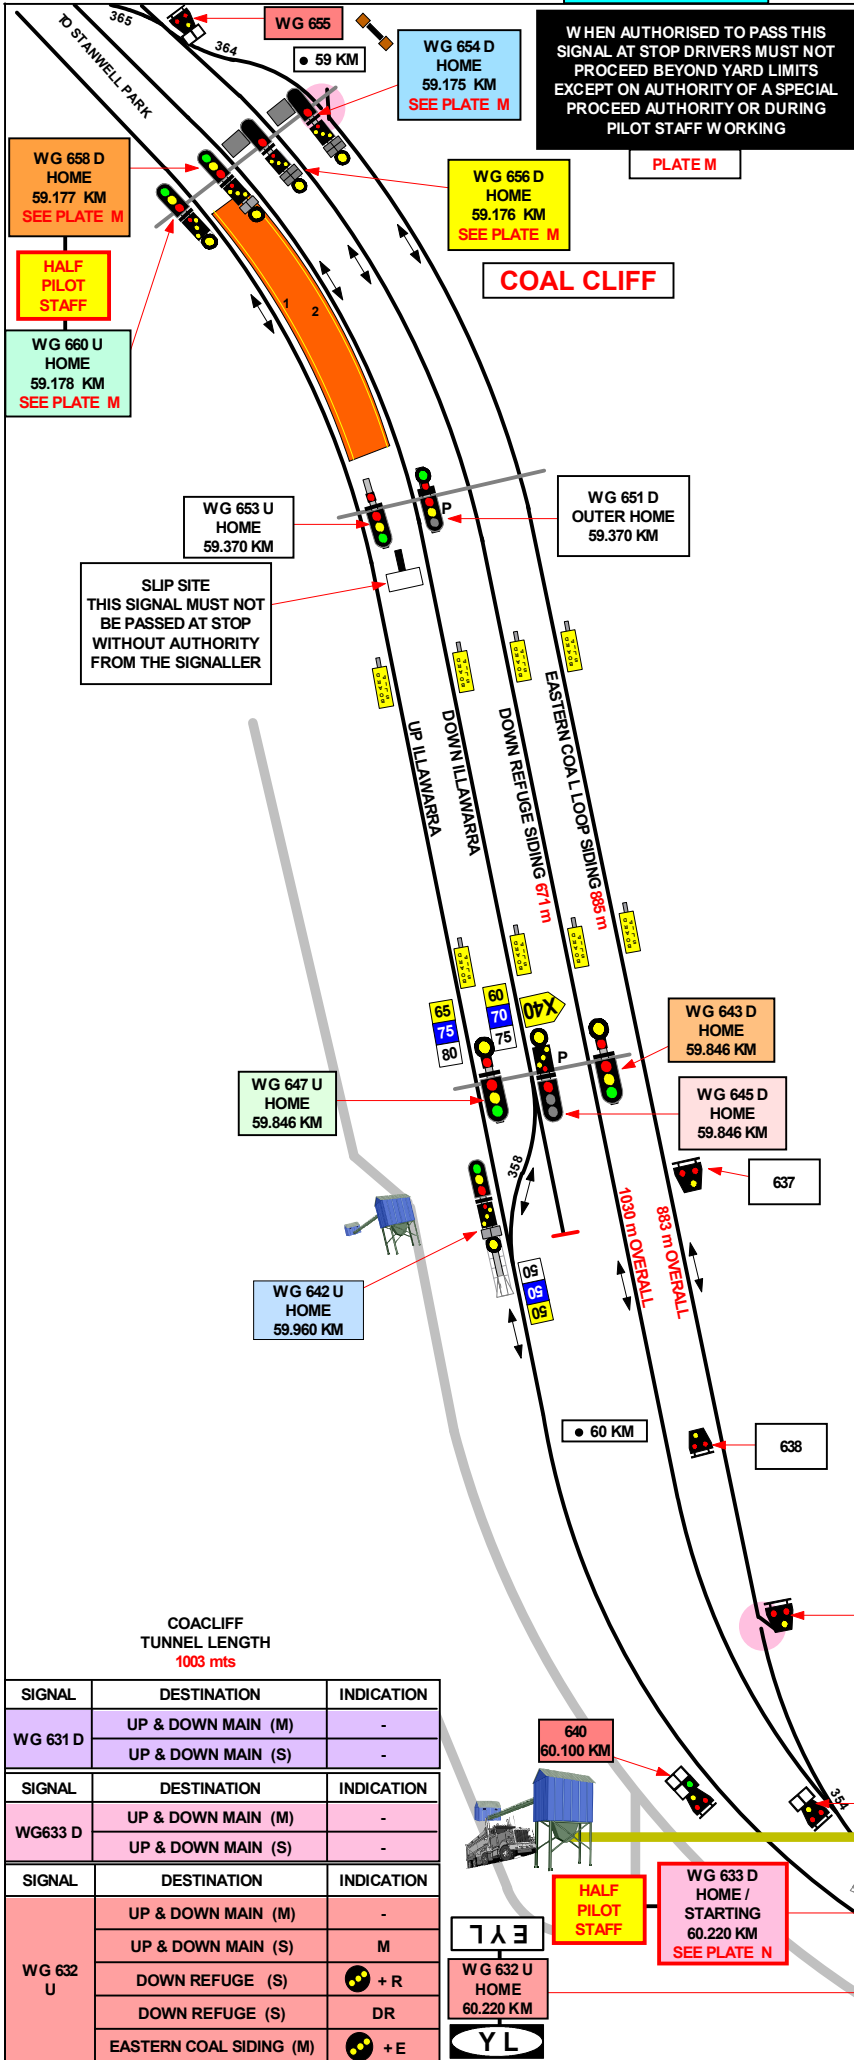 365
WG 655
TO STANWELL PARK
364
● 59 KM
WG 654 D
HOME
59.175 KM
SEE PLATE M
WHEN AUTHORISED TO PASS THIS
SIGNAL AT STOP DRIVERS MUST NOT
PROCEED BEYOND YARD LIMITS
EXCEPT ON AUTHORITY OF A SPECIAL
PROCEED AUTHORITY OR DURING
PILOT STAFF WORKING
PLATE M
WG 658 D
HOME
59.177 KM
SEE PLATE M
WG 656 D
HOME
59.176 KM
SEE PLATE M
HALF
PILOT
STAFF
COAL CLIFF
1
2
WG 660 U
HOME
59.178 KM
SEE PLATE M
WG 653 U
HOME
59.370 KM
P
WG 651 D
OUTER HOME
59.370 KM
SLIP SITE
THIS SIGNAL MUST NOT
BE PASSED AT STOP
WITHOUT AUTHORITY
FROM THE SIGNALLER
UP ILLAWARRA
DOWN ILLAWARRA
DOWN REFUGE SIDING 671 m
EASTERN COAL LOOP SIDING 885 m
65
75
80
60
70
75
X40
P
WG 643 D
HOME
59.846 KM
WG 647 U
HOME
59.846 KM
WG 645 D
HOME
59.846 KM
358
637
1030 m OVERALL
883 m OVERALL
WG 642 U
HOME
59.960 KM
50
50
50
● 60 KM
638
COACLIFF
TUNNEL LENGTH
1003 mts
SIGNAL DESTINATION INDICATION
WG 631 D
UP & DOWN MAIN (M) -
UP & DOWN MAIN (S) -
SIGNAL DESTINATION INDICATION
WG633 D
UP & DOWN MAIN (M) -
UP & DOWN MAIN (S) -
SIGNAL DESTINATION INDICATION
WG 632
U
UP & DOWN MAIN (M) -
UP & DOWN MAIN (S) M
DOWN REFUGE (S) + R
DOWN REFUGE (S) DR
EASTERN COAL SIDING (M) + E
640
60.100 KM
354
HALF
PILOT
STAFF
WG 633 D
HOME /
STARTING
60.220 KM
SEE PLATE N
EYL
WG 632 U
HOME
60.220 KM
YL